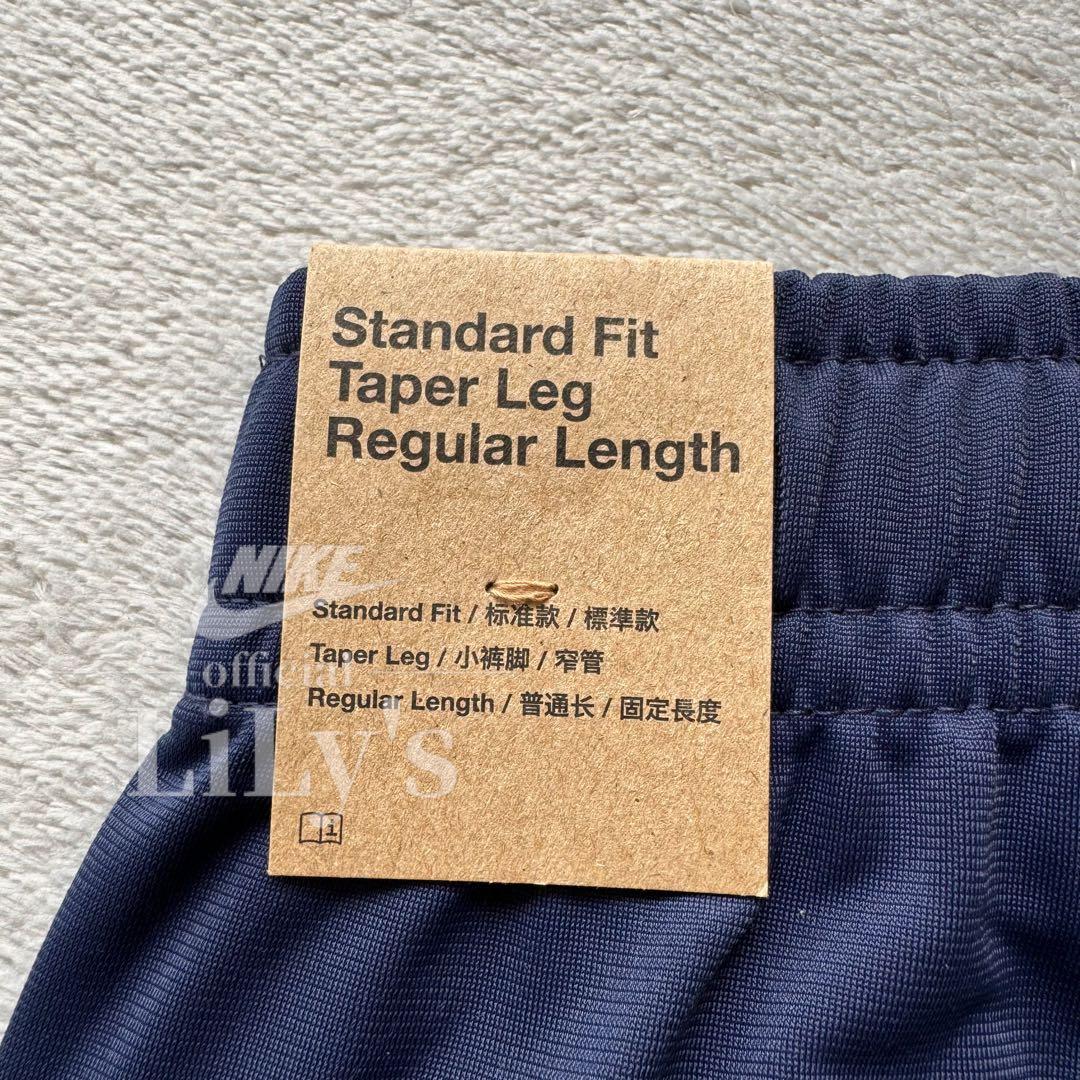 Standard Fit
Taper Leg
Regular Length
Standard Fit / 标准款 / 標準款
Taper Leg / 小裤脚 / 窄管
Regular Length / 普通长 / 固定長度
i
NIKE
official
LiLy's